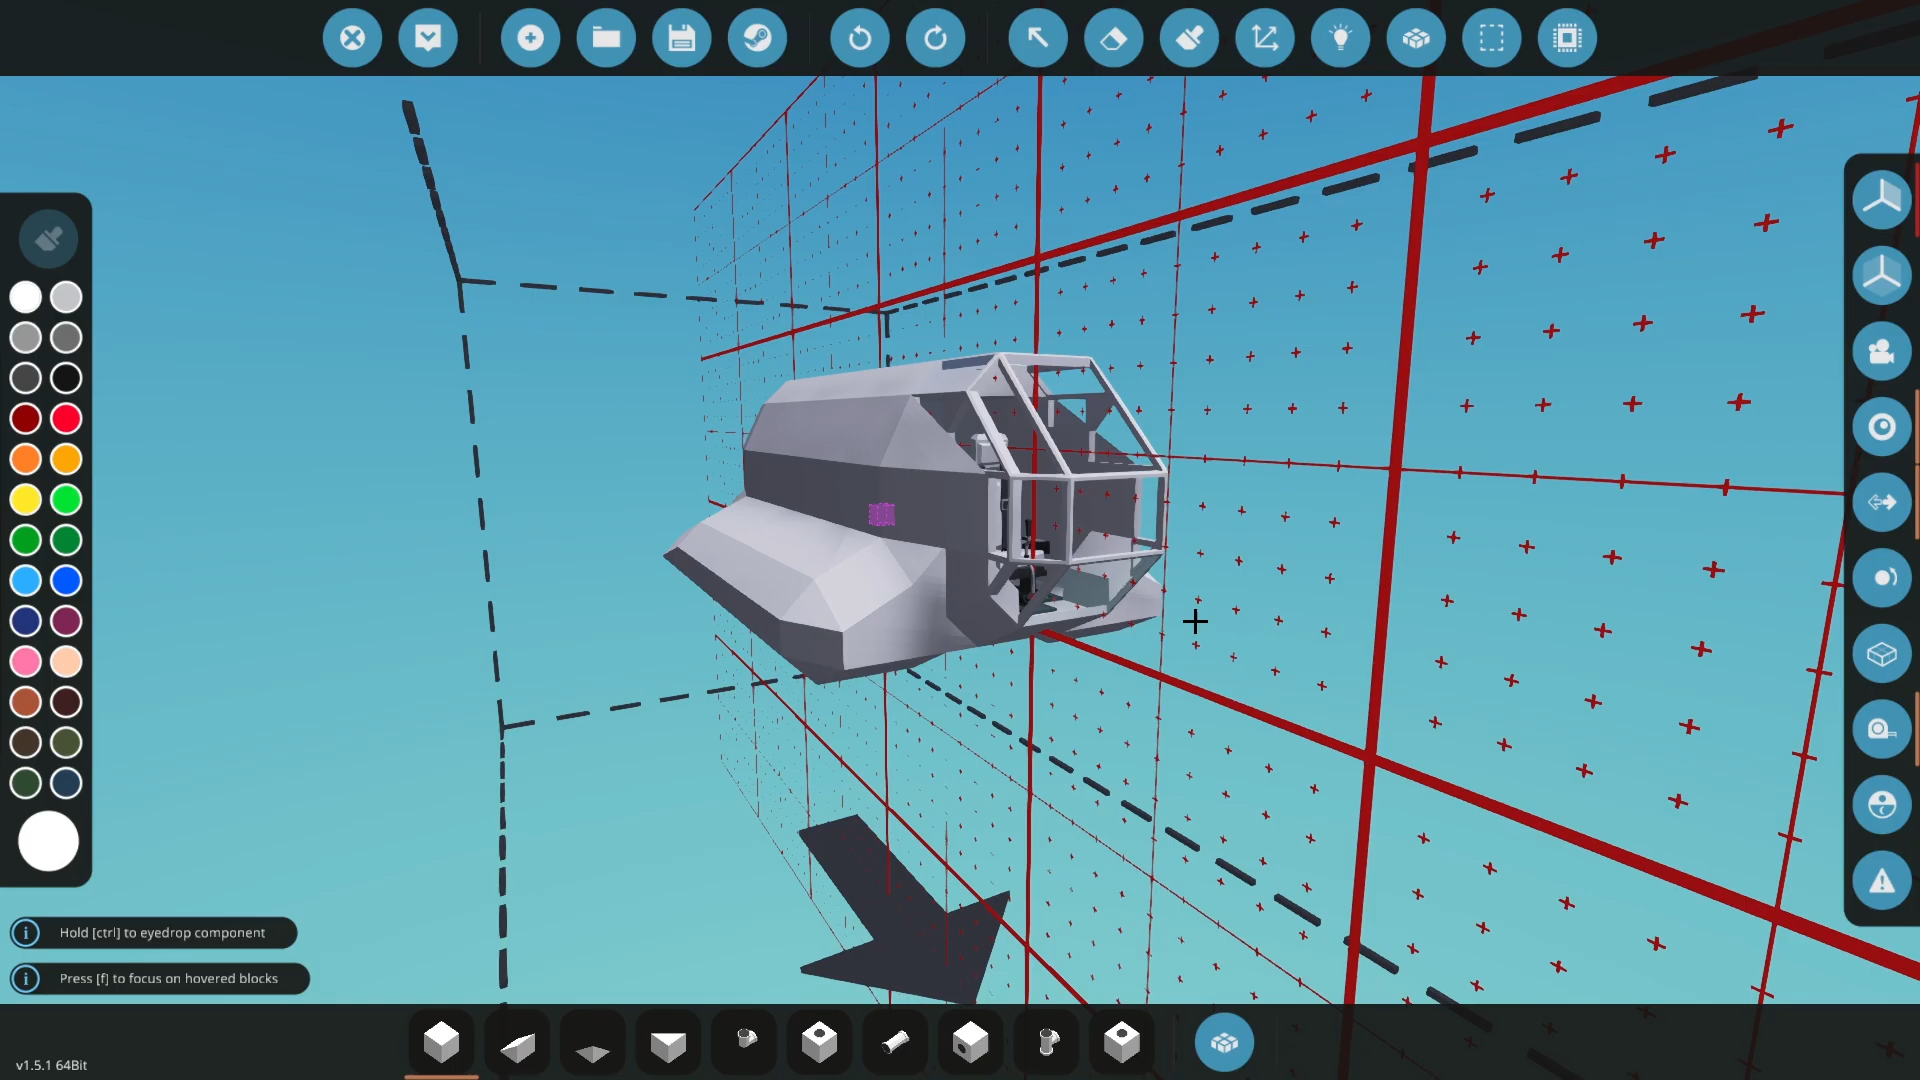 Hold [ctrl] to eyedrop component
Press [f] to focus on hovered blocks
v1.5.1 64Bit